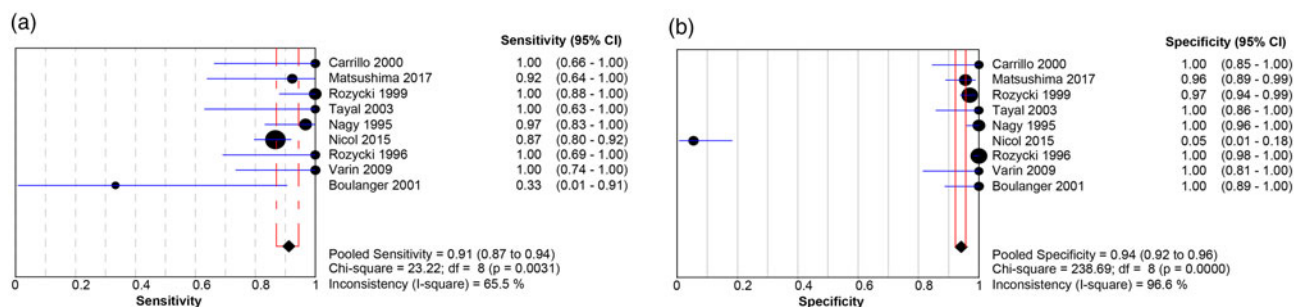 (a)
Sensitivity (95% CI)
Carrillo 2000 1.00 (0.66 - 1.00)
Matsushima 2017 0.92 (0.64 - 1.00)
Rozycki 1999 1.00 (0.88 - 1.00)
Tayal 2003 1.00 (0.63 - 1.00)
Nagy 1995 0.97 (0.83 - 1.00)
Nicol 2015 0.87 (0.80 - 0.92)
Rozycki 1996 1.00 (0.69 - 1.00)
Varin 2009 1.00 (0.74 - 1.00)
Boulanger 2001 0.33 (0.01 - 0.91)
Pooled Sensitivity = 0.91 (0.87 to 0.94)
Chi-square = 23.22; df = 8 (p = 0.0031)
Inconsistency (I-square) = 65.5 %
0 0.2 0.4 0.6 0.8 1
Sensitivity
(b)
Specificity (95% CI)
Carrillo 2000 1.00 (0.85 - 1.00)
Matsushima 2017 0.96 (0.89 - 0.99)
Rozycki 1999 0.97 (0.94 - 0.99)
Tayal 2003 1.00 (0.86 - 1.00)
Nagy 1995 1.00 (0.96 - 1.00)
Nicol 2015 0.05 (0.01 - 0.18)
Rozycki 1996 1.00 (0.98 - 1.00)
Varin 2009 1.00 (0.81 - 1.00)
Boulanger 2001 1.00 (0.89 - 1.00)
Pooled Specificity = 0.94 (0.92 to 0.96)
Chi-square = 238.69; df = 8 (p = 0.0000)
Inconsistency (I-square) = 96.6 %
0 0.2 0.4 0.6 0.8 1
Specificity